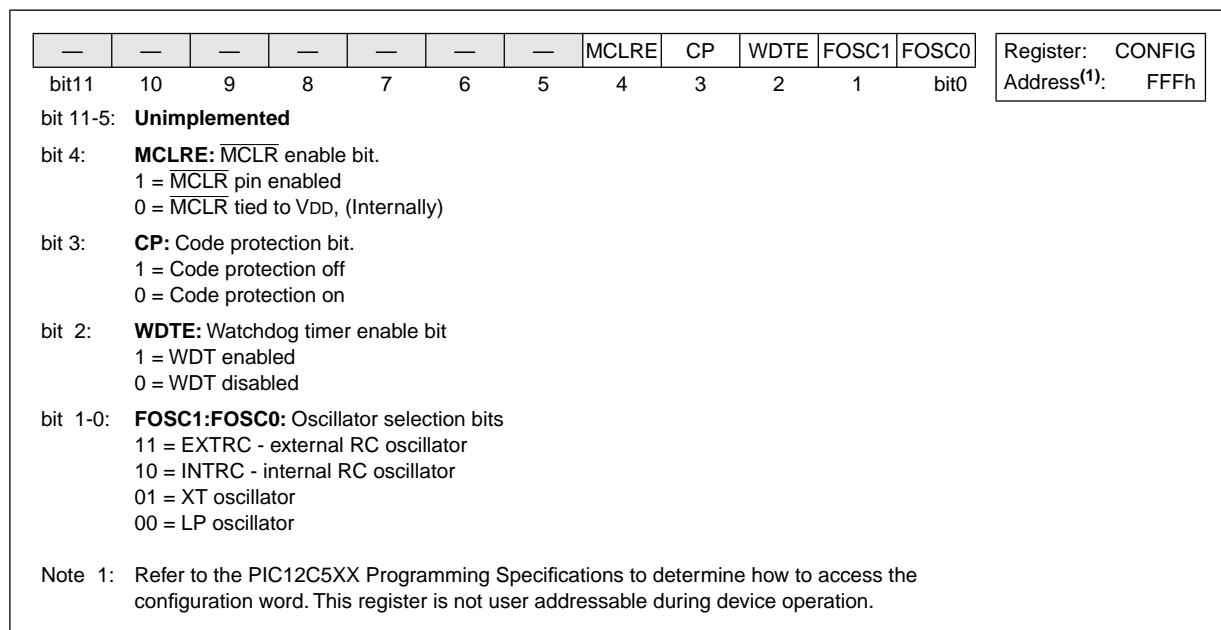 — — — — — — — MCLRE CP WDTE FOSC1 FOSC0
Register: CONFIG
Address(1): FFFh
bit11 10 9 8 7 6 5 4 3 2 1 bit0
bit 11-5: Unimplemented
bit 4: MCLRE: MCLR enable bit.
1 = MCLR pin enabled
0 = MCLR tied to VDD, (Internally)
bit 3: CP: Code protection bit.
1 = Code protection off
0 = Code protection on
bit 2: WDTE: Watchdog timer enable bit
1 = WDT enabled
0 = WDT disabled
bit 1-0: FOSC1:FOSC0: Oscillator selection bits
11 = EXTRC - external RC oscillator
10 = INTRC - internal RC oscillator
01 = XT oscillator
00 = LP oscillator
Note 1: Refer to the PIC12C5XX Programming Specifications to determine how to access the
configuration word. This register is not user addressable during device operation.